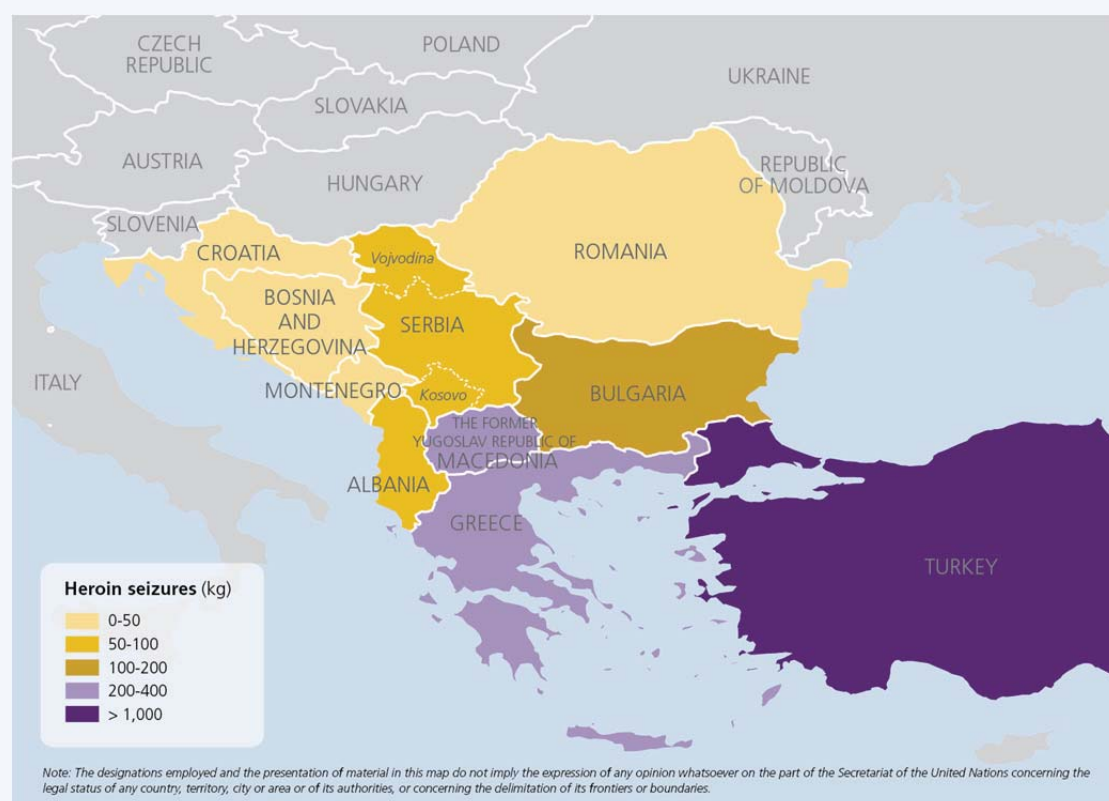 CZECH
REPUBLIC
POLAND
UKRAINE
SLOVAKIA
AUSTRIA
REPUBLIC
OF MOLDOVA
HUNGARY
SLOVENIA
CROATIA
Vojvodina
ROMANIA
BOSNIA
AND
HERZEGOVINA
SERBIA
ITALY
MONTENEGRO
Kosovo
BULGARIA
THE FORMER
YUGOSLAV REPUBLIC OF
MACEDONIA
ALBANIA
GREECE
TURKEY
Heroin seizures (kg)
0-50
50-100
100-200
200-400
> 1,000
Note: The designations employed and the presentation of material in this map do not imply the expression of any opinion whatsoever on the part of the Secretariat of the United Nations concerning the
legal status of any country, territory, city or area or of its authorities, or concerning the delimitation of its frontiers or boundaries.